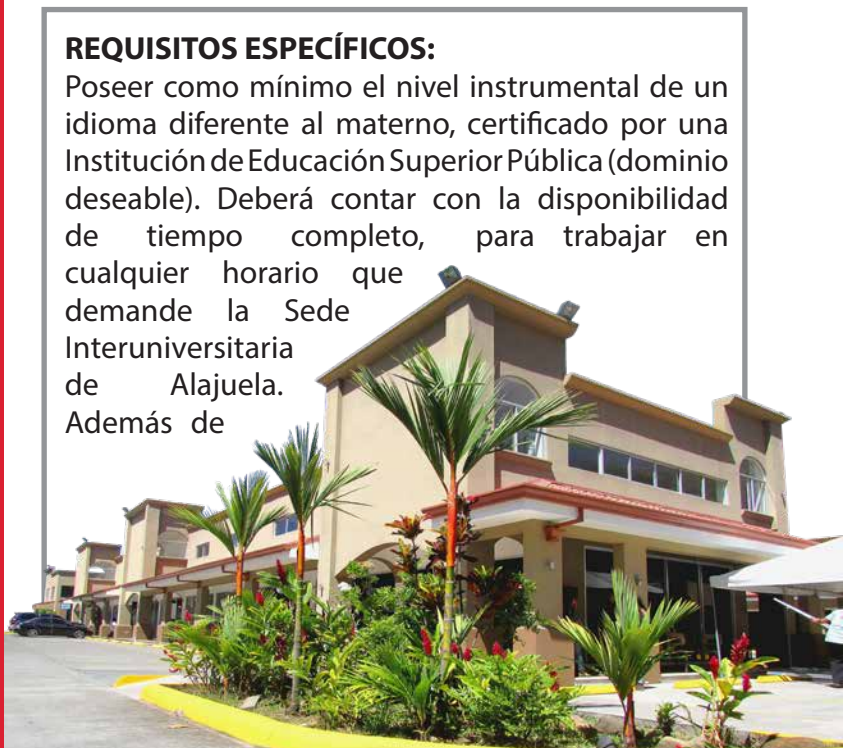 REQUISITOS ESPECÍFICOS:
Poseer como mínimo el nivel instrumental de un
idioma diferente al materno, certificado por una
Institución de Educación Superior Pública (dominio
deseable). Deberá contar con la disponibilidad
de tiempo completo, para trabajar en
cualquier horario que
demande la Sede
Interuniversitaria
de Alajuela.
Además de